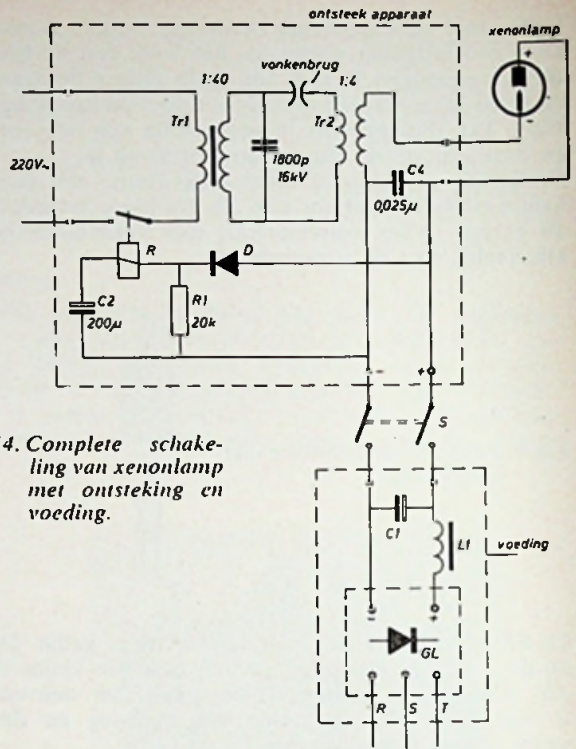 ontsteek apparaat
xenonlamp
vonkenbrug
1:40
1:4
+
Tr1
Tr2
-
220V~
1800p
16kV
C4
0,025µ
R
D
C2
200µ
R1
20k
- +
S
4. Complete schake-
ling van xenonlamp
met ontsteking en
voeding.
C1
L1
voeding
- +
GL
R S T